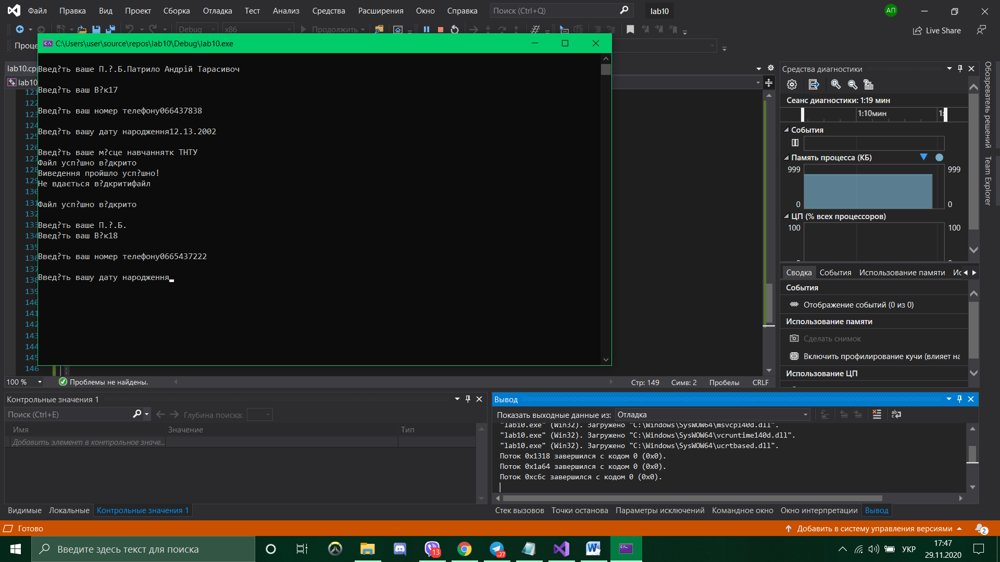 Файл Правка Вид Проект Сборка Отладка Тест Анализ Средства Расширения Окно Справка Поиск (Ctrl+Q) lab10 АП
Debug x86 Продолжить Live Share
Проце
C:\Users\user\source\repos\lab10\Debug\lab10.exe
lab10.cp
lab10
Введ?ть ваше П.?.Б.Патрило Андрій Тарасивоч
Введ?ть ваш В?к17
Введ?ть ваш номер телефону066437838
Введ?ть вашу дату народження12.13.2002
Введ?ть ваше м?сце навчаннятк ТНТУ
Файл усп?шно в?дкрито
Виведення пройшло усп?шно!
Не вдається в?дкритифайл
Файл усп?шно в?дкрито
Введ?ть ваше П.?.Б.
Введ?ть ваш В?к18
Введ?ть ваш номер телефону0665437222
Введ?ть вашу дату народження
121
122
123
124
125
126
127
128
129
130
131
132
133
134
135
136
137
138
139
140
141
142
143
144
145
146
100 % Проблемы не найдены. Стр: 149 Симв: 2 Пробелы CRLF
Средства диагностики
Сеанс диагностики: 1:19 мин
1:10мин
События
Память процесса (КБ)
999 999
0 0
ЦП (% всех процессоров)
100 100
Сводка События Использование памяти Ис
События
Отображение событий (0 из 0)
Использование памяти
Сделать снимок
Включить профилирование кучи (влияет на
Использование ЦП
Обозреватель решений
Team Explorer
Контрольные значения 1
Поиск (Ctrl+E) Глубина поиска:
Имя Значение Тип
Добавить элемент в контрольное значе...
Видимые Локальные Контрольные значения 1
Вывод
Показать выходные данные из: Отладка
"lab10.exe" (Win32). Загружено "C:\Windows\SysWOW64\msvcp140d.dll".
"lab10.exe" (Win32). Загружено "C:\Windows\SysWOW64\vcruntime140d.dll".
"lab10.exe" (Win32). Загружено "C:\Windows\SysWOW64\ucrtbased.dll".
Поток 0x1318 завершился с кодом 0 (0x0).
Поток 0x1a64 завершился с кодом 0 (0x0).
Поток 0xc6c завершился с кодом 0 (0x0).
Стек вызовов Точки останова Параметры исключений Командное окно Окно интерпретации Вывод
Готово Добавить в систему управления версиями 2
Введите здесь текст для поиска 13 27 УКР 17:47
29.11.2020